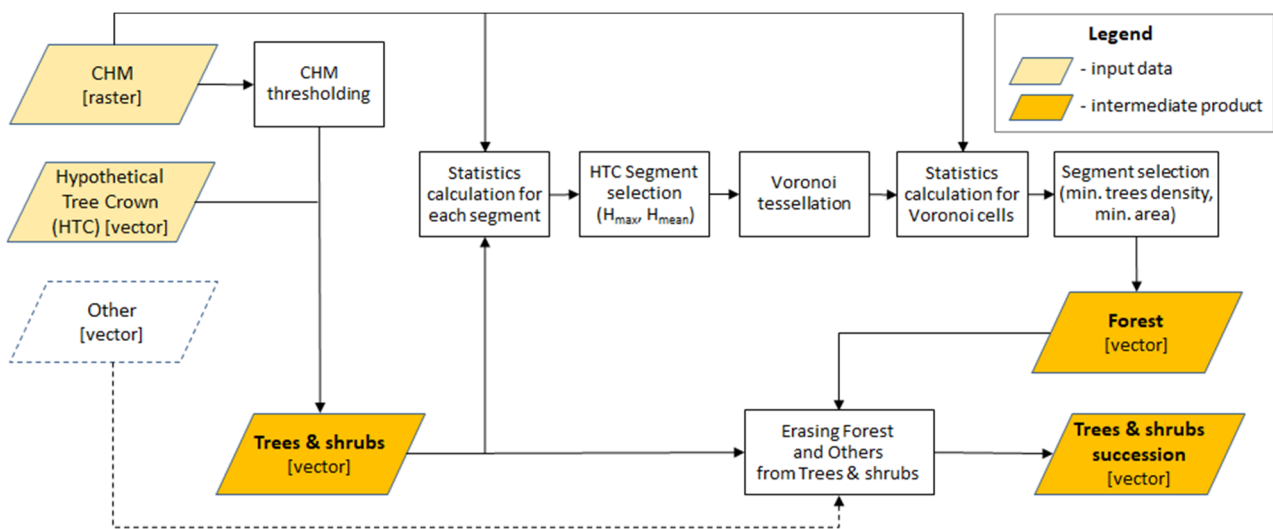 CHM
[raster]
CHM
thresholding
Legend
- input data
- intermediate product
Hypothetical
Tree Crown
(HTC) [vector]
Statistics
calculation for
each segment
HTC Segment
selection
(Hmax, Hmean)
Voronoi
tessellation
Statistics
calculation for
Voronoi cells
Segment selection
(min. trees density,
min. area)
Other
[vector]
Forest
[vector]
Trees & shrubs
[vector]
Erasing Forest
and Others
from Trees & shrubs
Trees & shrubs
succession
[vector]